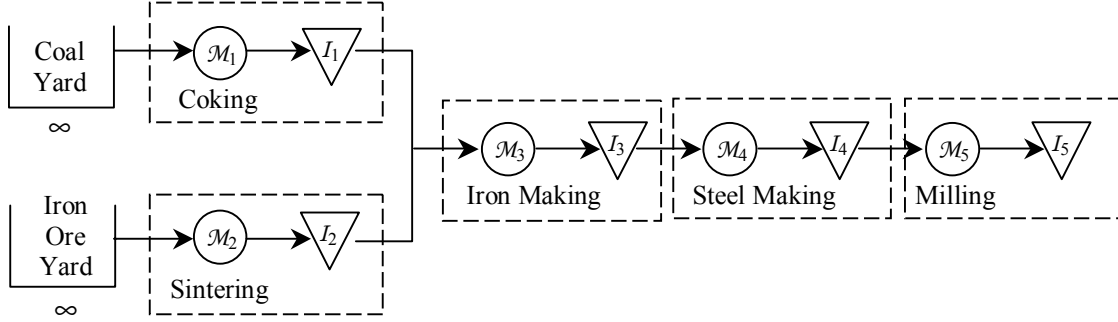 Coal
Yard
∞
ℳ1
I1
Coking
Iron
Ore
Yard
∞
ℳ2
I2
Sintering
ℳ3
I3
Iron Making
ℳ4
I4
Steel Making
ℳ5
I5
Milling